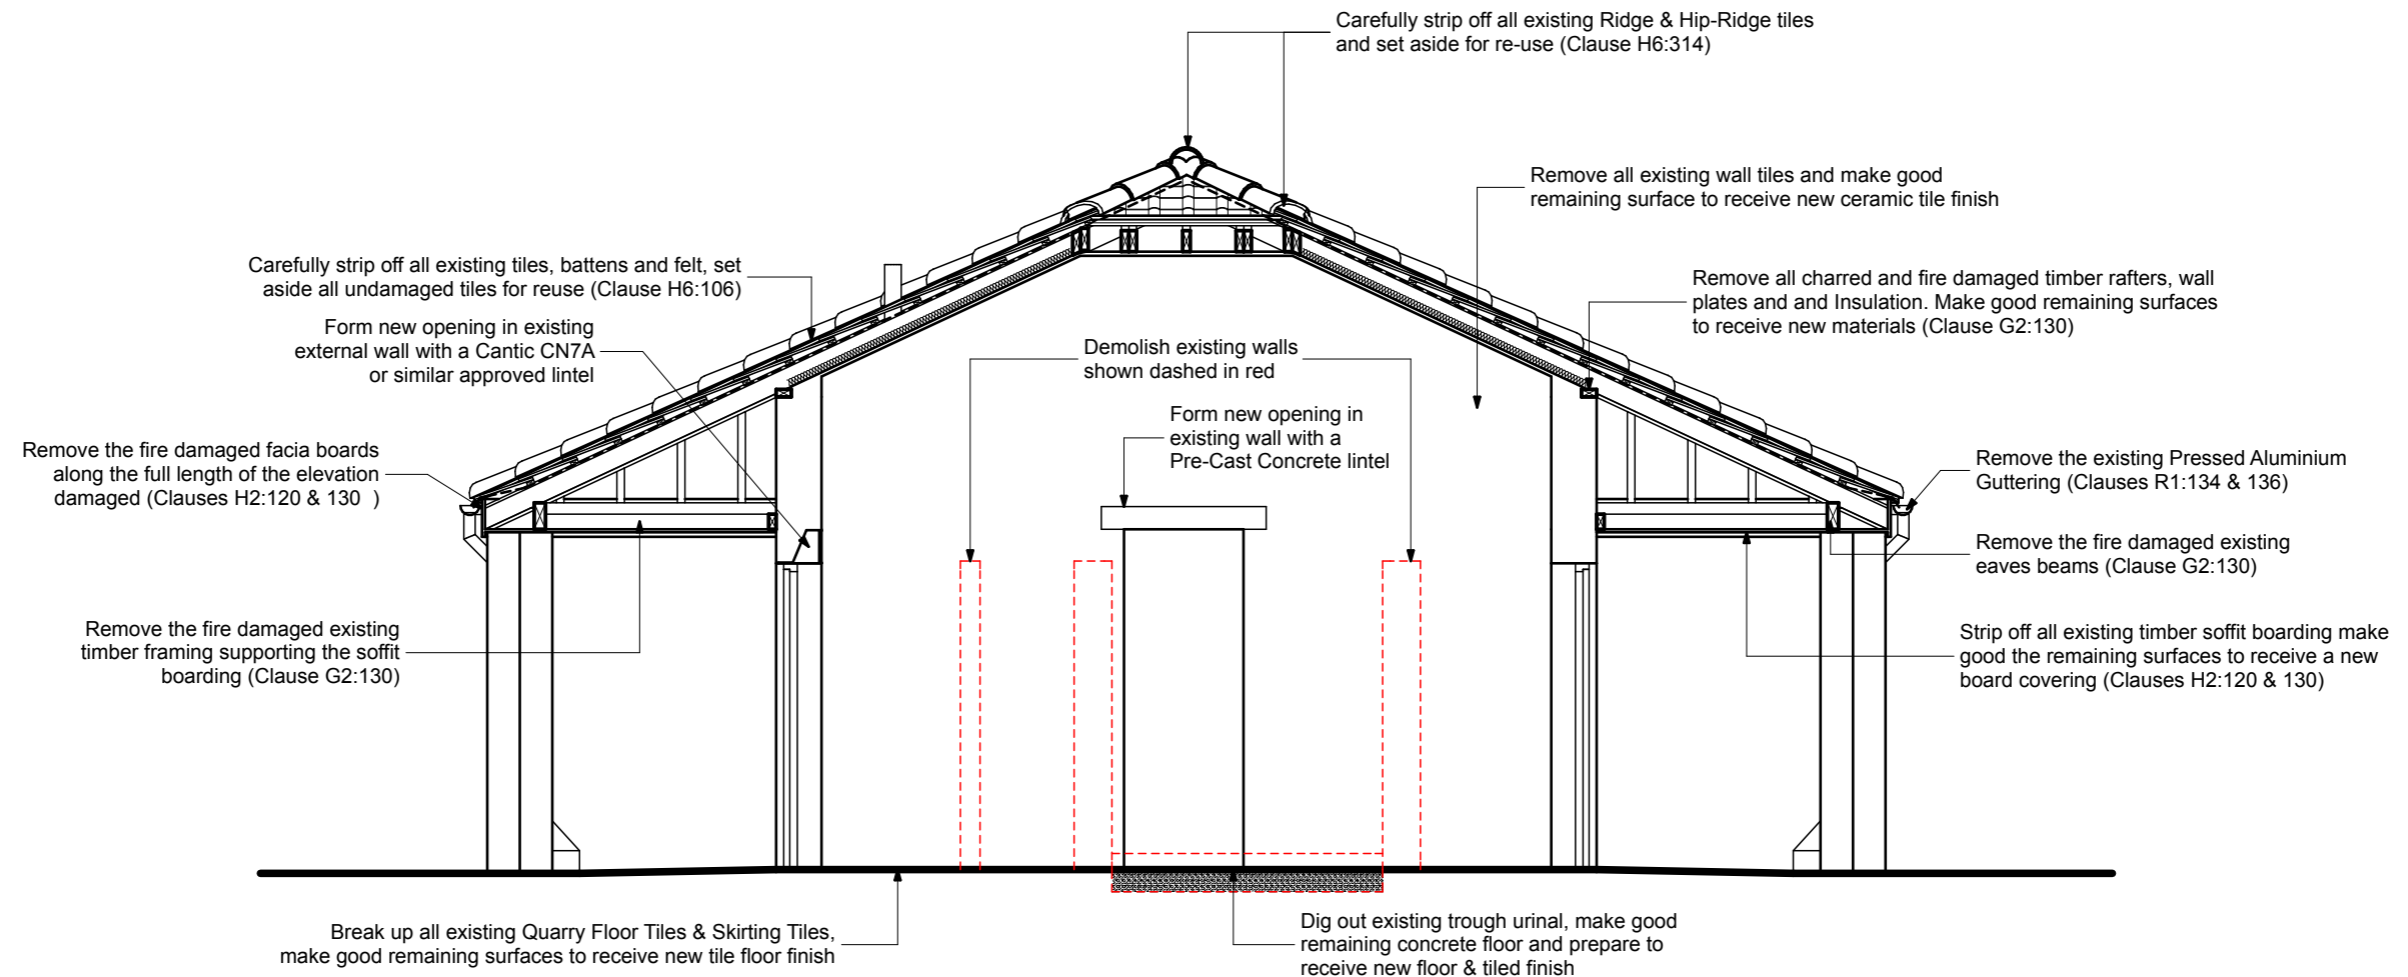 Carefully strip off all existing Ridge & Hip-Ridge tiles
and set aside for re-use (Clause H6:314)
Remove all existing wall tiles and make good
remaining surface to receive new ceramic tile finish
Carefully strip off all existing tiles, battens and felt, set
aside all undamaged tiles for reuse (Clause H6:106)
Remove all charred and fire damaged timber rafters, wall
plates and and Insulation. Make good remaining surfaces
to receive new materials (Clause G2:130)
Form new opening in existing
external wall with a Cantic CN7A
or similar approved lintel
Demolish existing walls
shown dashed in red
Form new opening in
existing wall with a
Pre-Cast Concrete lintel
Remove the fire damaged facia boards
along the full length of the elevation
damaged (Clauses H2:120 & 130 )
Remove the existing Pressed Aluminium
Guttering (Clauses R1:134 & 136)
Remove the fire damaged existing
eaves beams (Clause G2:130)
Remove the fire damaged existing
timber framing supporting the soffit
boarding (Clause G2:130)
Strip off all existing timber soffit boarding make
good the remaining surfaces to receive a new
board covering (Clauses H2:120 & 130)
Break up all existing Quarry Floor Tiles & Skirting Tiles,
make good remaining surfaces to receive new tile floor finish
Dig out existing trough urinal, make good
remaining concrete floor and prepare to
receive new floor & tiled finish